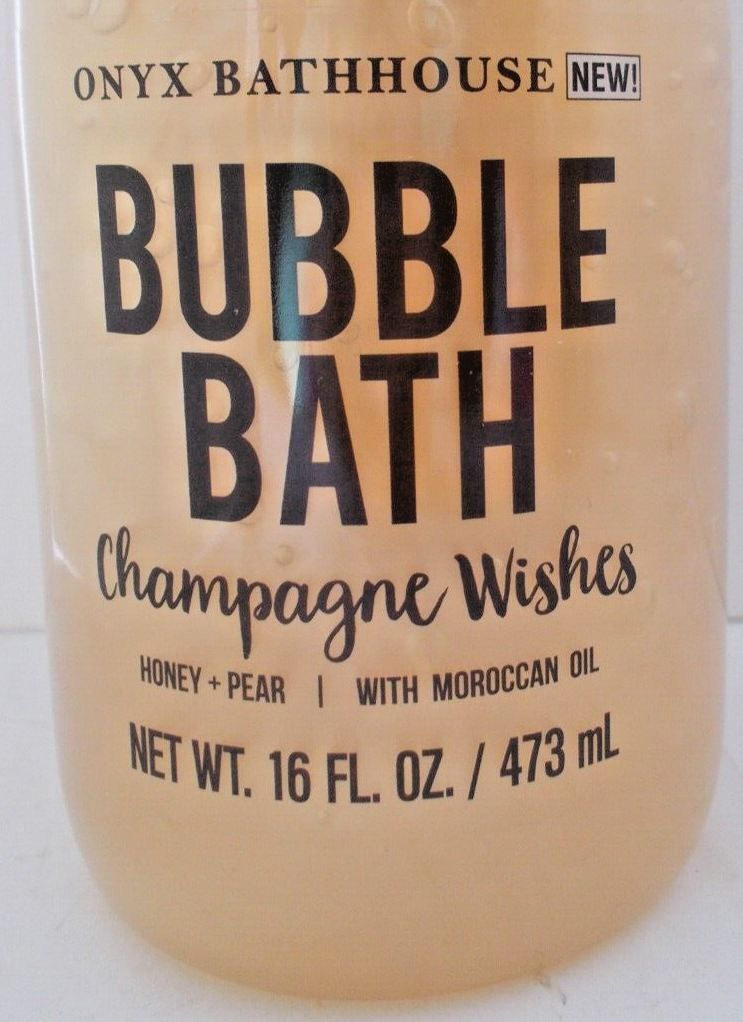 ONYX BATHHOUSE NEW!
BUBBLE
BATH
Champagne Wishes
HONEY + PEAR | WITH MOROCCAN OIL
NET WT. 16 FL. OZ. / 473 mL